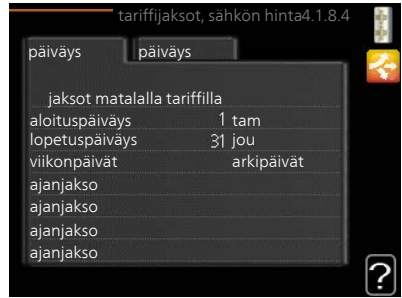 tariffijaksot, sähkön hinta4.1.8.4
päiväys päiväys
jaksot matalalla tariffilla
aloituspäiväys 1 tam
lopetuspäiväys 31 jou
viikonpäivät arkipäivät
ajanjakso
ajanjakso
ajanjakso
ajanjakso
?